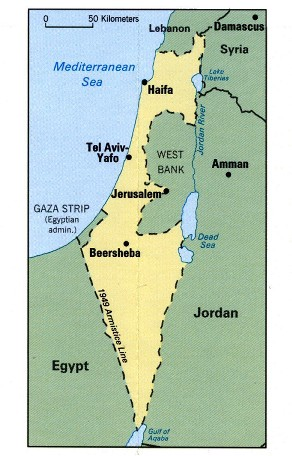 0 50 Kilometers
Lebanon
Damascus
Syria
Mediterranean
Sea
Lake
Tiberias
Haifa
Jordan River
Tel Aviv-
Yafo
WEST
BANK
Amman
Jerusalem
GAZA STRIP
(Egyptian
admin.)
Dead
Sea
Beersheba
1949 Armistice Line
Jordan
Egypt
Gulf of
Aqaba